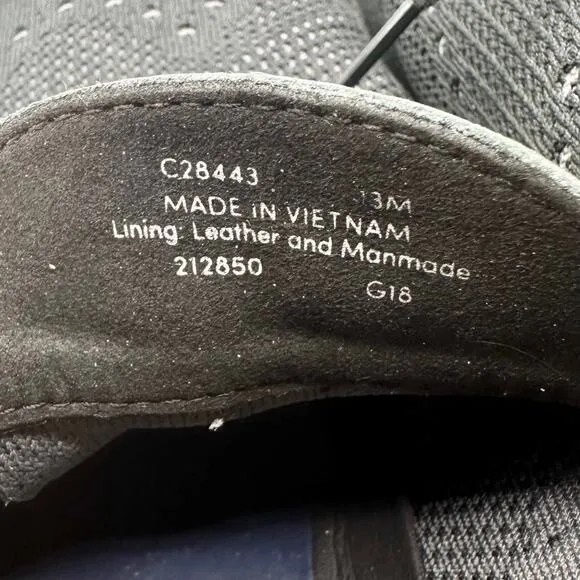 C28443 13M
MADE IN VIETNAM
Lining: Leather and Manmade
212850 G18